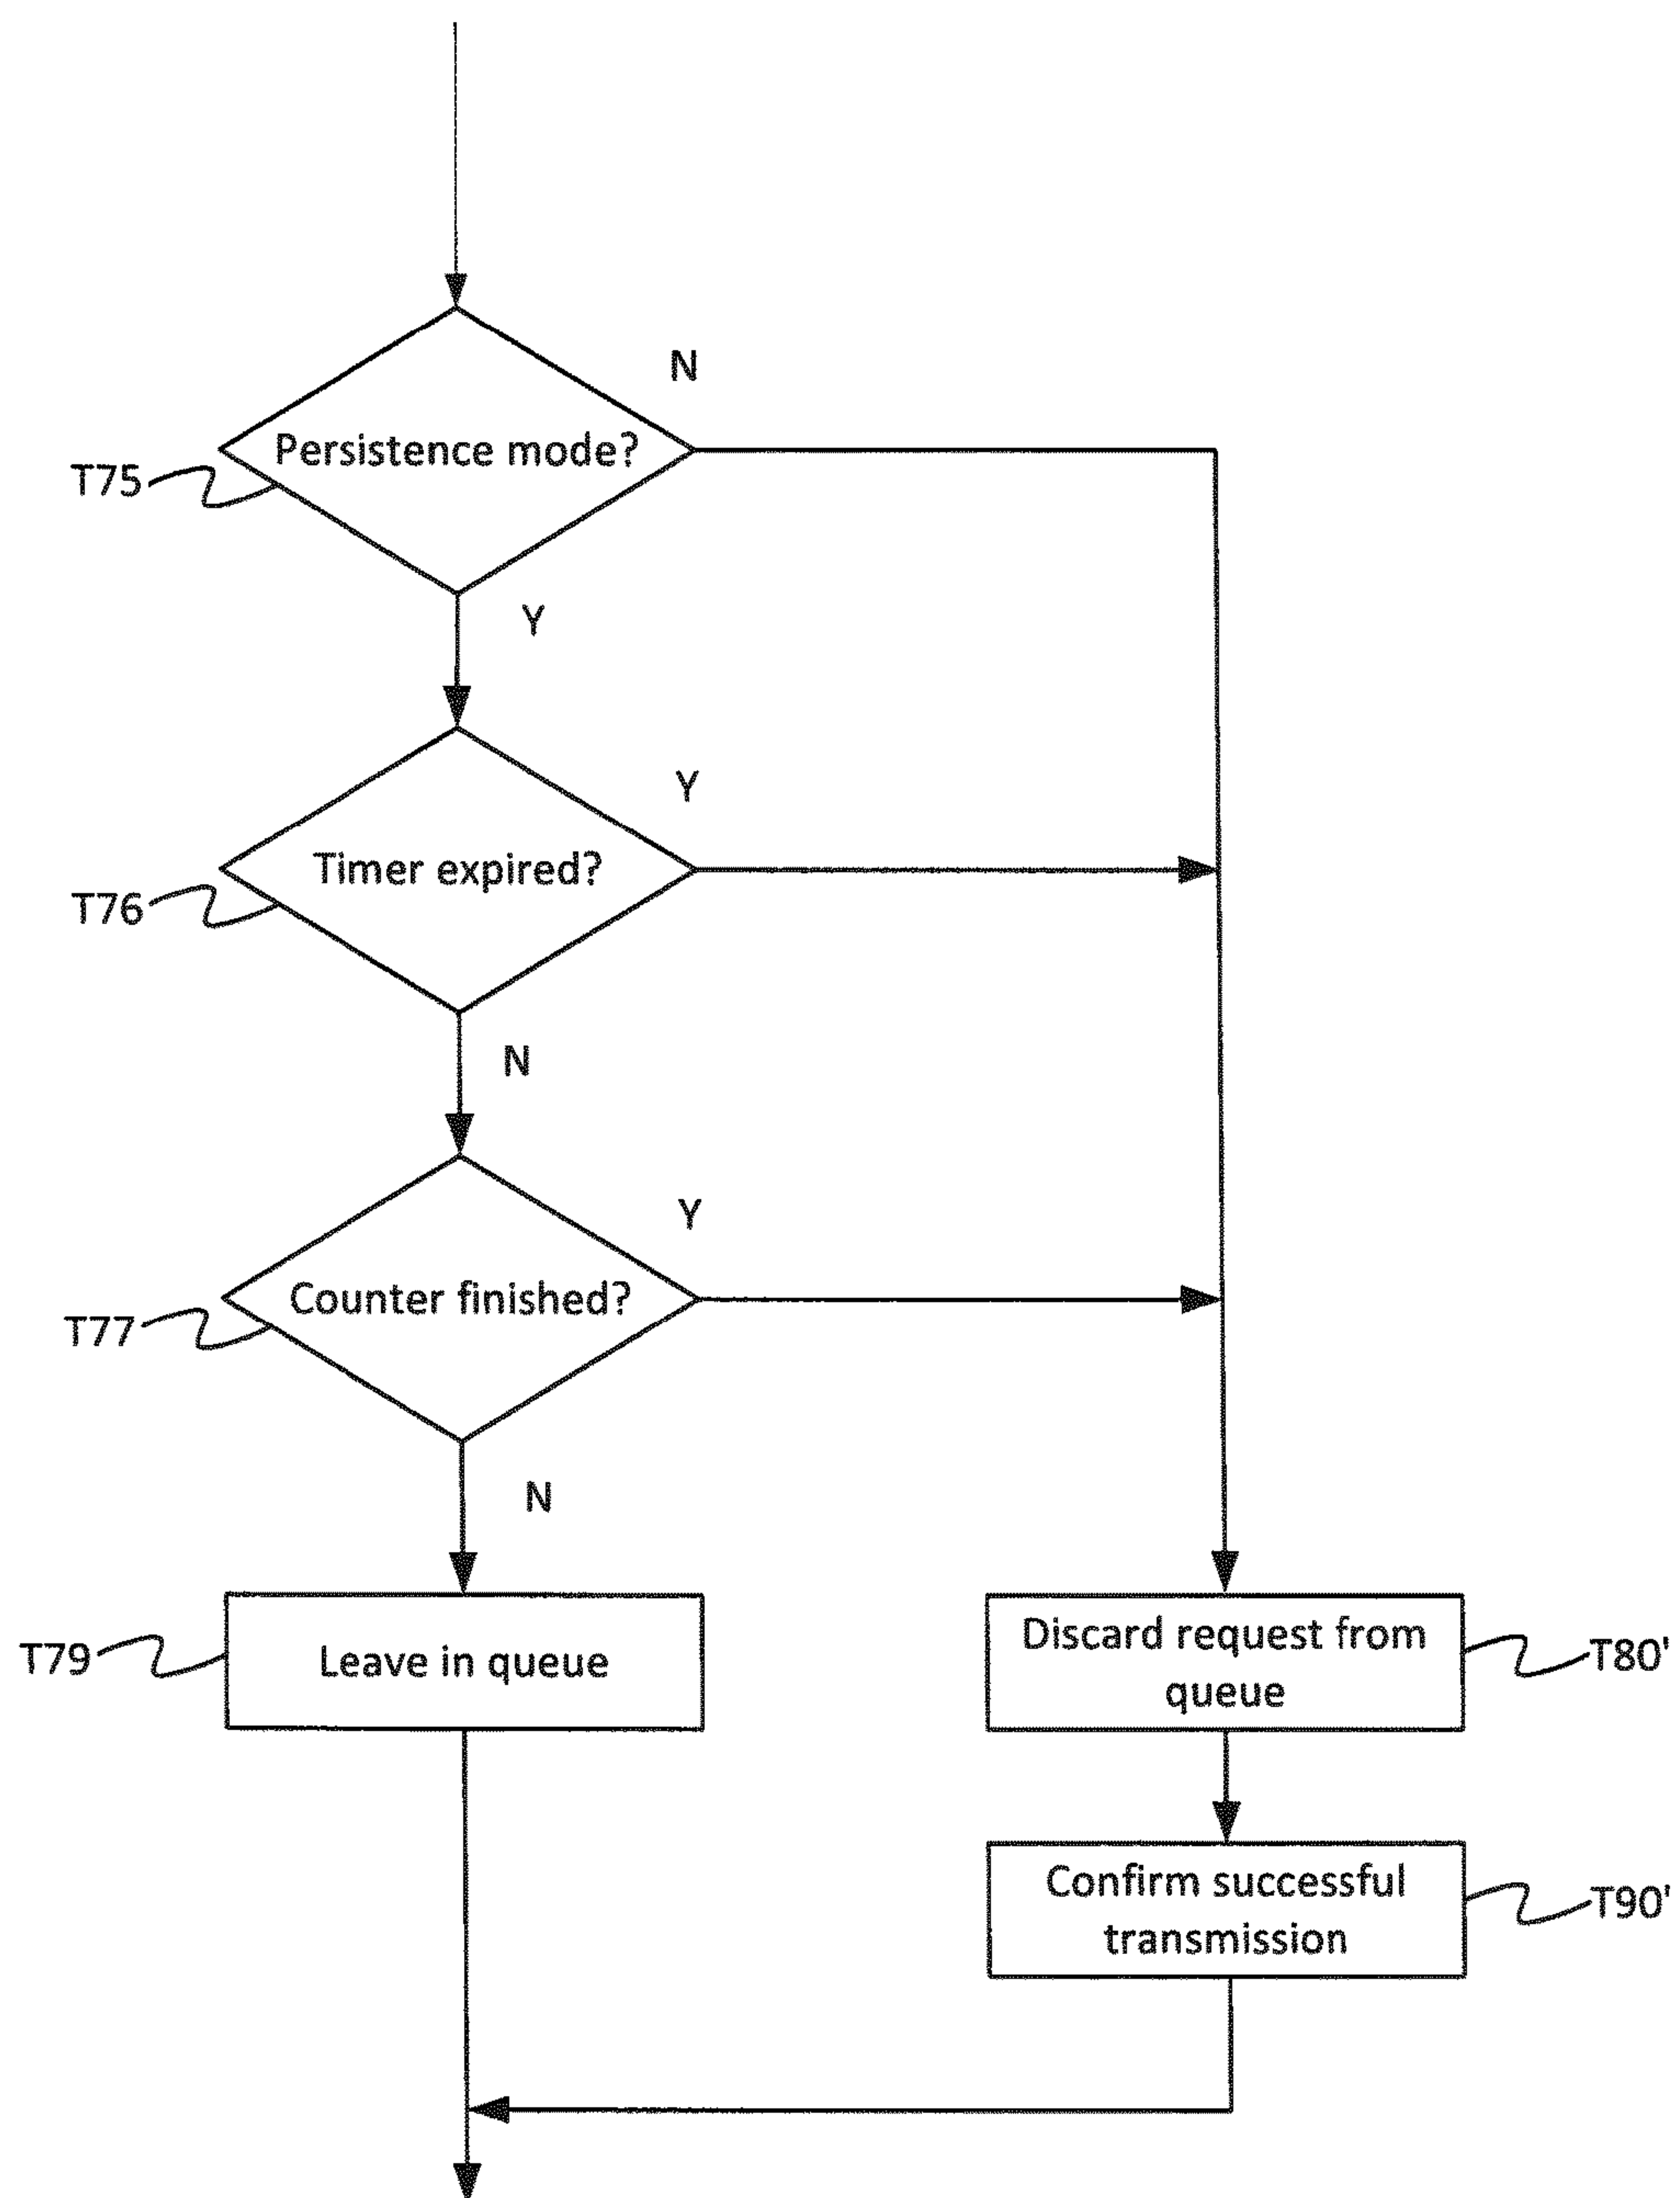 N
Persistence mode?
T75
Y
Y
Timer expired?
T76
N
Y
Counter finished?
T77
N
T79
Leave in queue
Discard request from
queue
T80'
Confirm successful
transmission
T90'